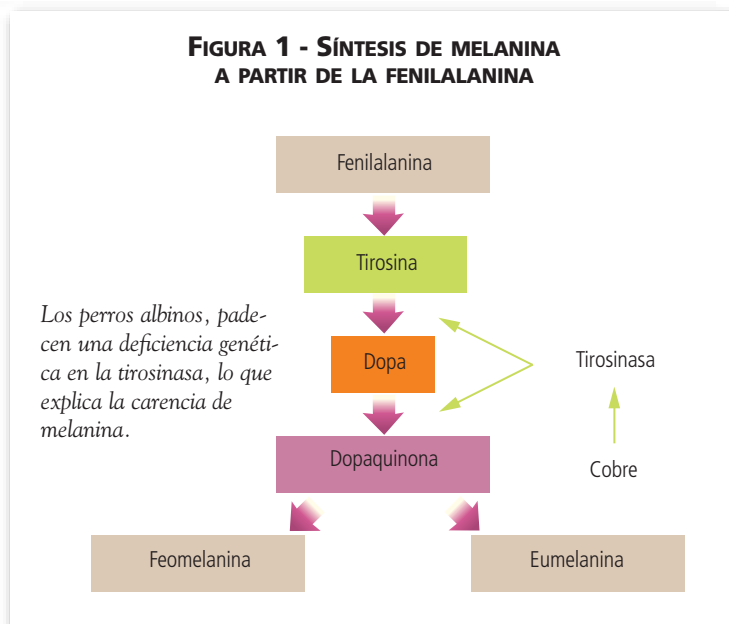 FIGURA 1 - SÍNTESIS DE MELANINA
A PARTIR DE LA FENILALANINA
Fenilalanina
Tirosina
Los perros albinos, pade-
cen una deficiencia genéti-
ca en la tirosinasa, lo que
explica la carencia de
melanina.
Dopa
Tirosinasa
Dopaquinona
Cobre
Feomelanina
Eumelanina